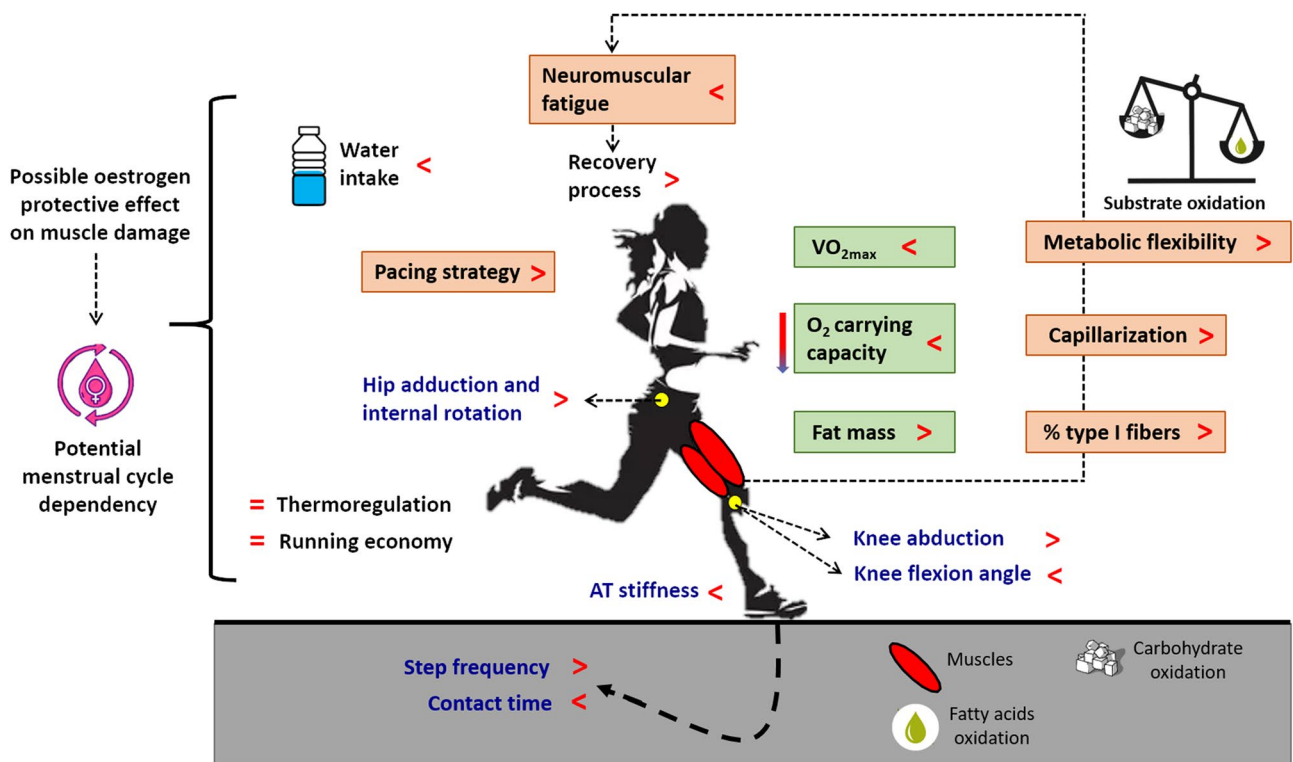 Neuromuscular
fatigue <
Water
intake <
Recovery
process >
Possible oestrogen
protective effect
on muscle damage
Substrate oxidation
Pacing strategy >
VO2max <
Metabolic flexibility >
O2 carrying
capacity <
Capillarization >
Hip adduction and
internal rotation >
Fat mass >
% type I fibers >
Potential
menstrual cycle
dependency
= Thermoregulation
= Running economy
Knee abduction >
Knee flexion angle <
AT stiffness <
Step frequency >
Contact time <
Muscles
Carbohydrate
oxidation
Fatty acids
oxidation